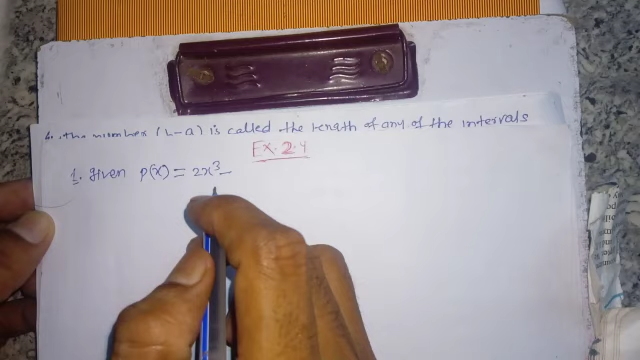 the number (b-a) is called the length of any of the intervals
Ex. 2.4
1. Given p(x) = 2x³ –